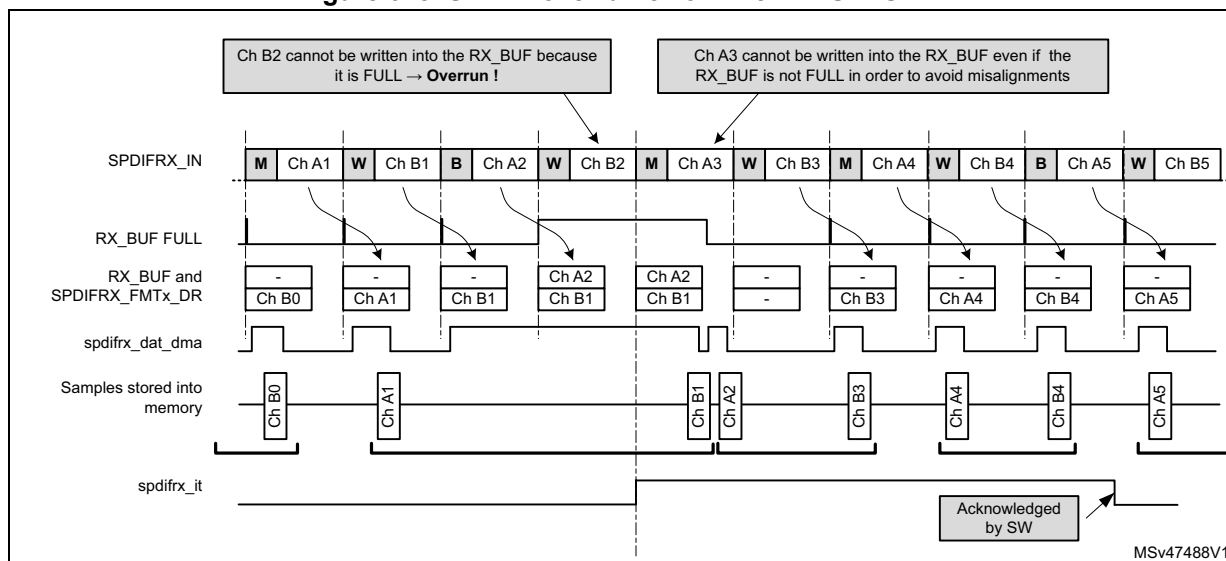 Ch B2 cannot be written into the RX_BUF because
it is FULL → Overrun !
Ch A3 cannot be written into the RX_BUF even if the
RX_BUF is not FULL in order to avoid misalignments
SPDIFRX_IN
M Ch A1 W Ch B1 B Ch A2 W Ch B2 M Ch A3 W Ch B3 M Ch A4 W Ch B4 B Ch A5 W Ch B5
RX_BUF FULL
RX_BUF and
SPDIFRX_FMTx_DR
- - - Ch A2 Ch A2 - - - - -
Ch B0 Ch A1 Ch B1 Ch B1 Ch B1 - Ch B3 Ch A4 Ch B4 Ch A5
spdifrx_dat_dma
Samples stored into
memory
Ch B0 Ch A1 Ch B1 Ch A2 Ch B3 Ch A4 Ch B4 Ch A5
spdifrx_it
Acknowledged
by SW
MSv47488V1